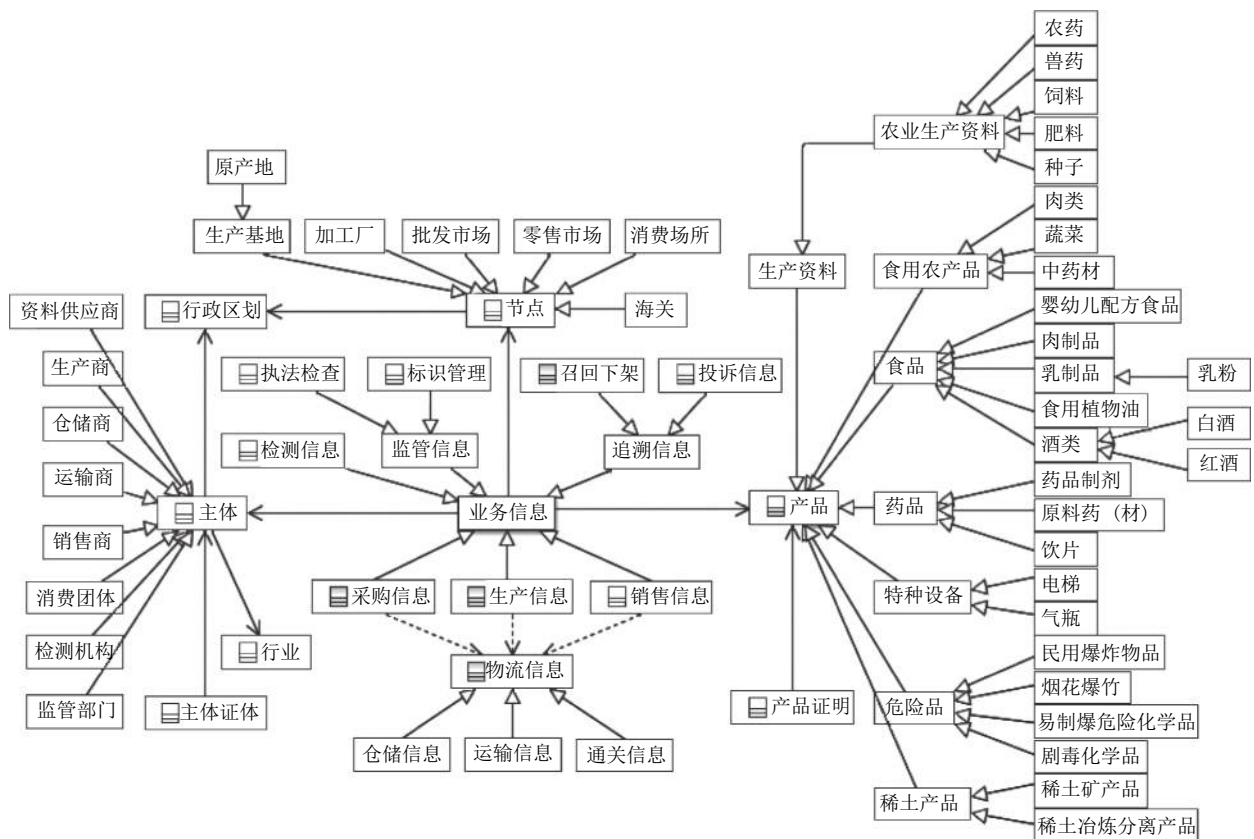 农药
兽药
饲料
农业生产资料
肥料
种子
原产地
肉类
生产基地
加工厂
批发市场
零售市场
消费场所
蔬菜
生产资料
食用农产品
中药材
资料供应商
行政区划
节点
海关
婴幼儿配方食品
肉制品
生产商
执法检查
标识管理
召回下架
投诉信息
食品
乳制品
乳粉
仓储商
食用植物油
白酒
检测信息
监管信息
追溯信息
酒类
红酒
运输商
药品制剂
主体
业务信息
产品
药品
原料药（材）
销售商
饮片
消费团体
采购信息
生产信息
销售信息
特种设备
电梯
气瓶
检测机构
行业
物流信息
民用爆炸物品
烟花爆竹
监管部门
主体证体
产品证明
危险品
易制爆危险化学品
仓储信息
运输信息
通关信息
剧毒化学品
稀土矿产品
稀土产品
稀土冶炼分离产品